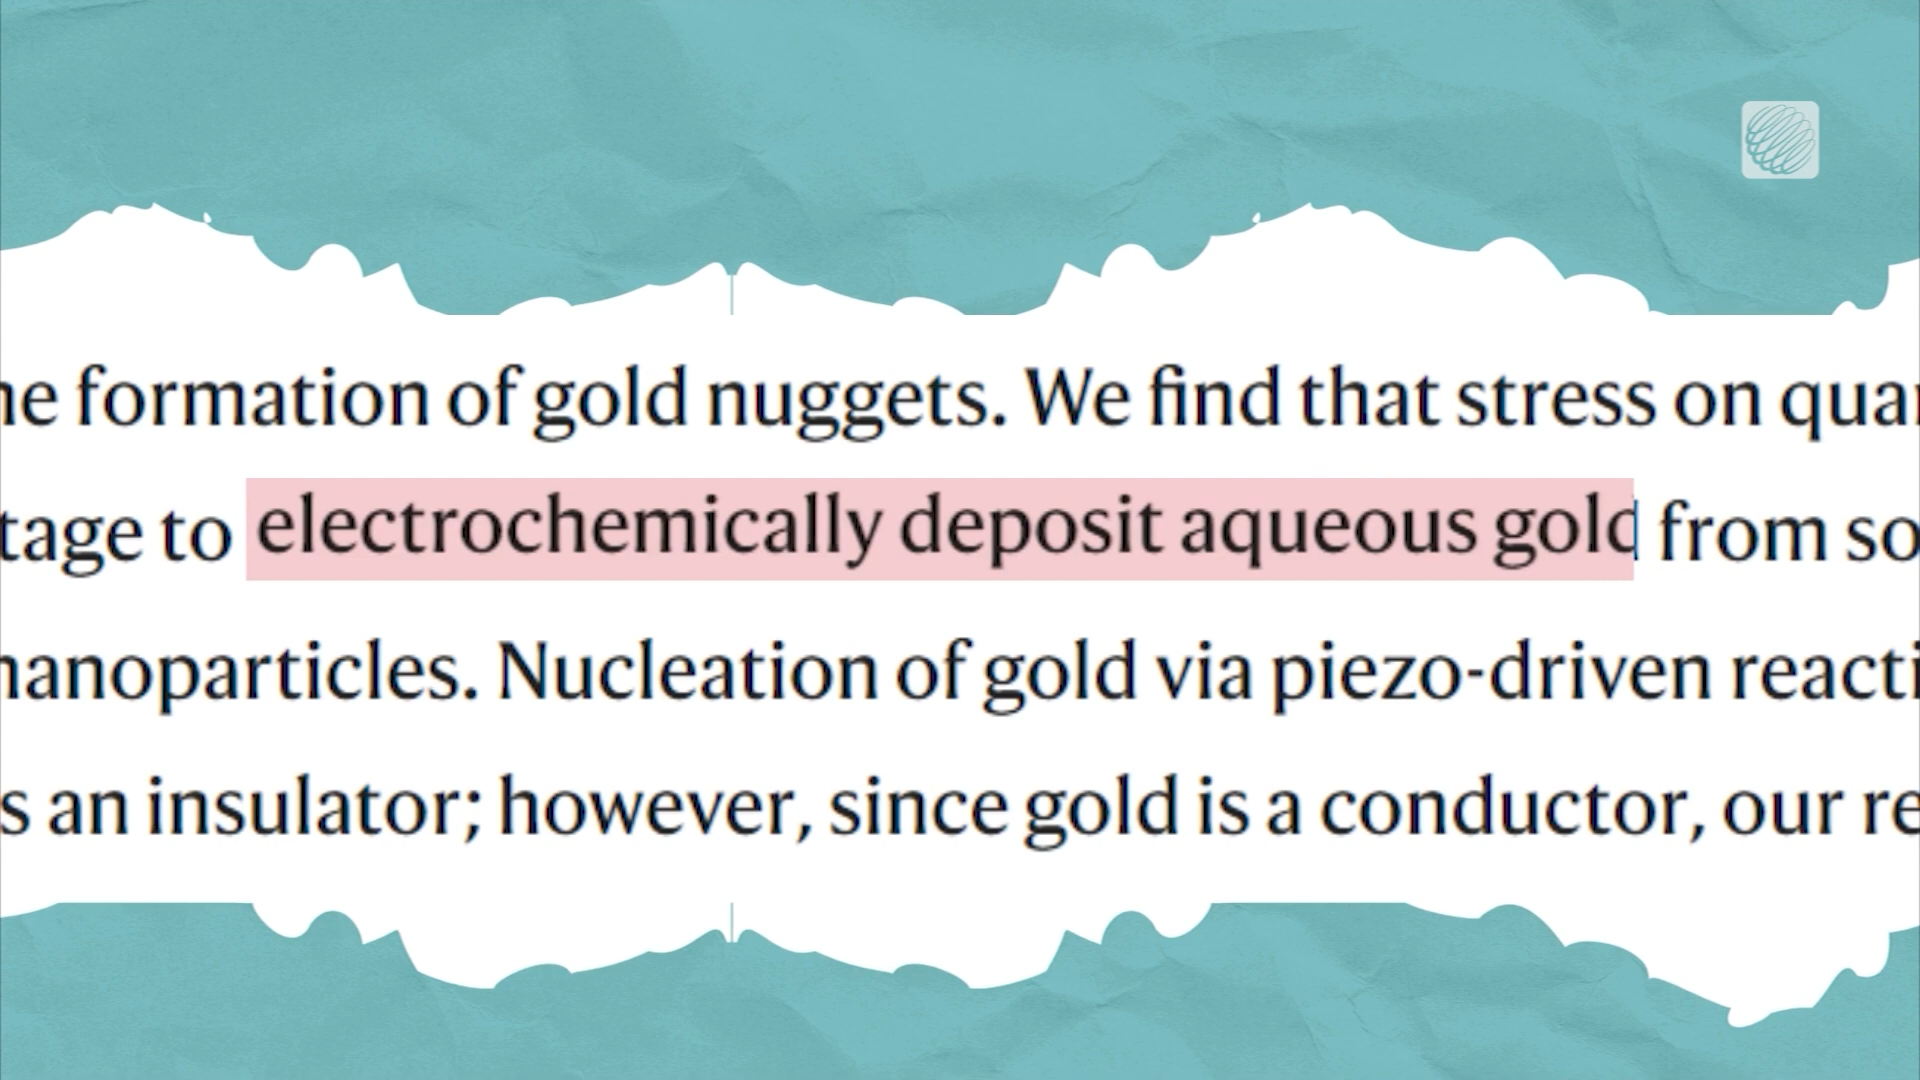 he formation of gold nuggets. We find that stress on quar
tage to electrochemically deposit aqueous gold from so
nanoparticles. Nucleation of gold via piezo-driven reacti
s an insulator; however, since gold is a conductor, our re